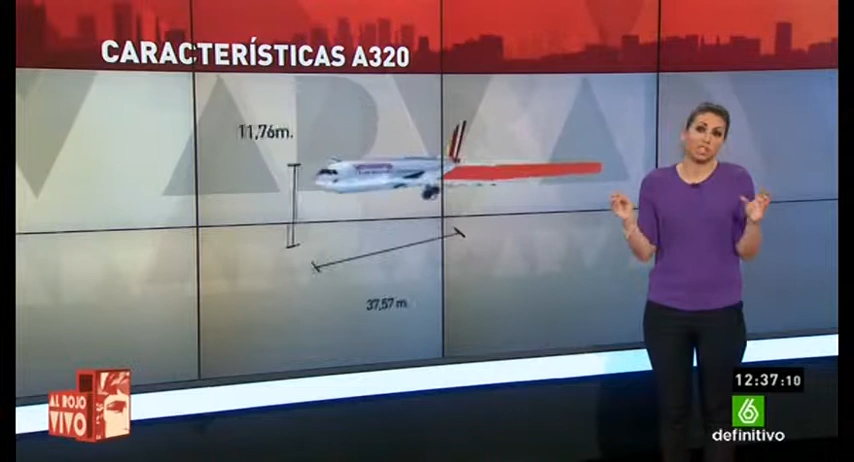 CARACTERÍSTICAS A320
11,76m.
37,57 m
AL ROJO
VIVO
12:37:10
6
definitivo